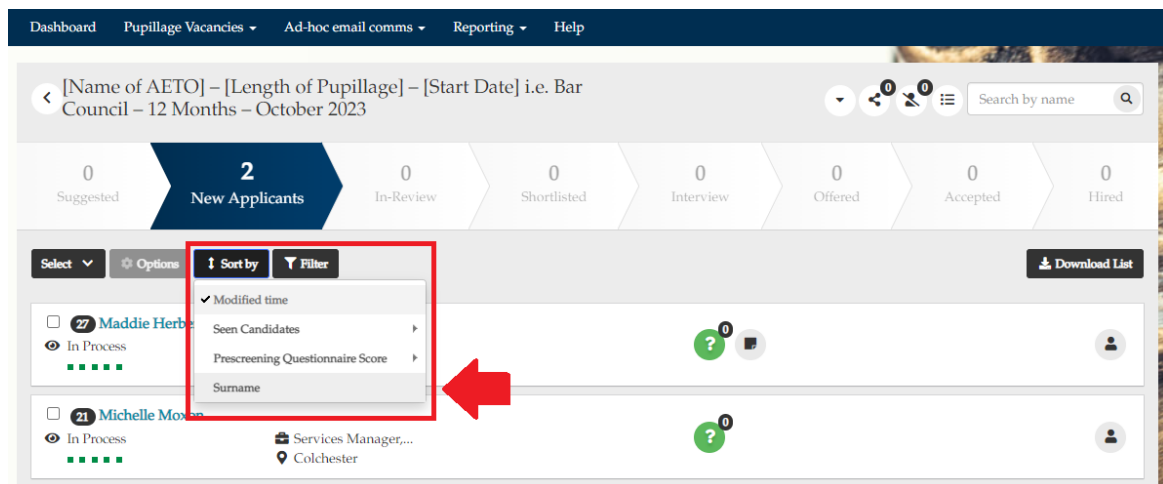 Dashboard Pupillage Vacancies Ad-hoc email comms Reporting Help
[Name of AETO] – [Length of Pupillage] – [Start Date] i.e. Bar
Council – 12 Months – October 2023
0 0 Search by name
0 2 0 0 0 0 0 0
Suggested New Applicants In-Review Shortlisted Interview Offered Accepted Hired
Select Options Sort by Filter Download List
Modified time
Seen Candidates
Prescreening Questionnaire Score
Surname
27 Maddie
? 0
In Process
21 Michelle
? 0
In Process Services Manager,...
Colchester